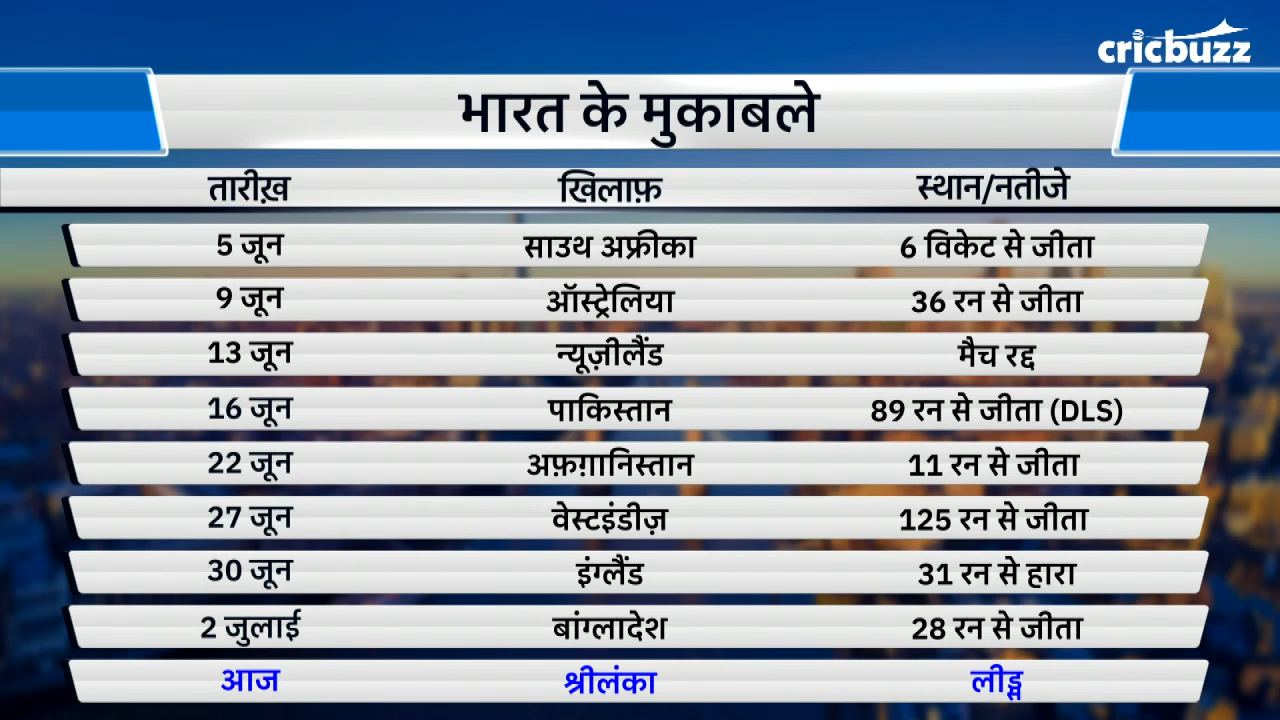 cricbuzz
भारत के मुकाबले
तारीख़ खिलाफ़ स्थान/नतीजे
5 जून साउथ अफ्रीका 6 विकेट से जीता
9 जून ऑस्ट्रेलिया 36 रन से जीता
13 जून न्यूज़ीलैंड मैच रद्द
16 जून पाकिस्तान 89 रन से जीता (DLS)
22 जून अफ़ग़ानिस्तान 11 रन से जीता
27 जून वेस्टइंडीज़ 125 रन से जीता
30 जून इंग्लैंड 31 रन से हारा
2 जुलाई बांग्लादेश 28 रन से जीता
आज श्रीलंका लीड्स